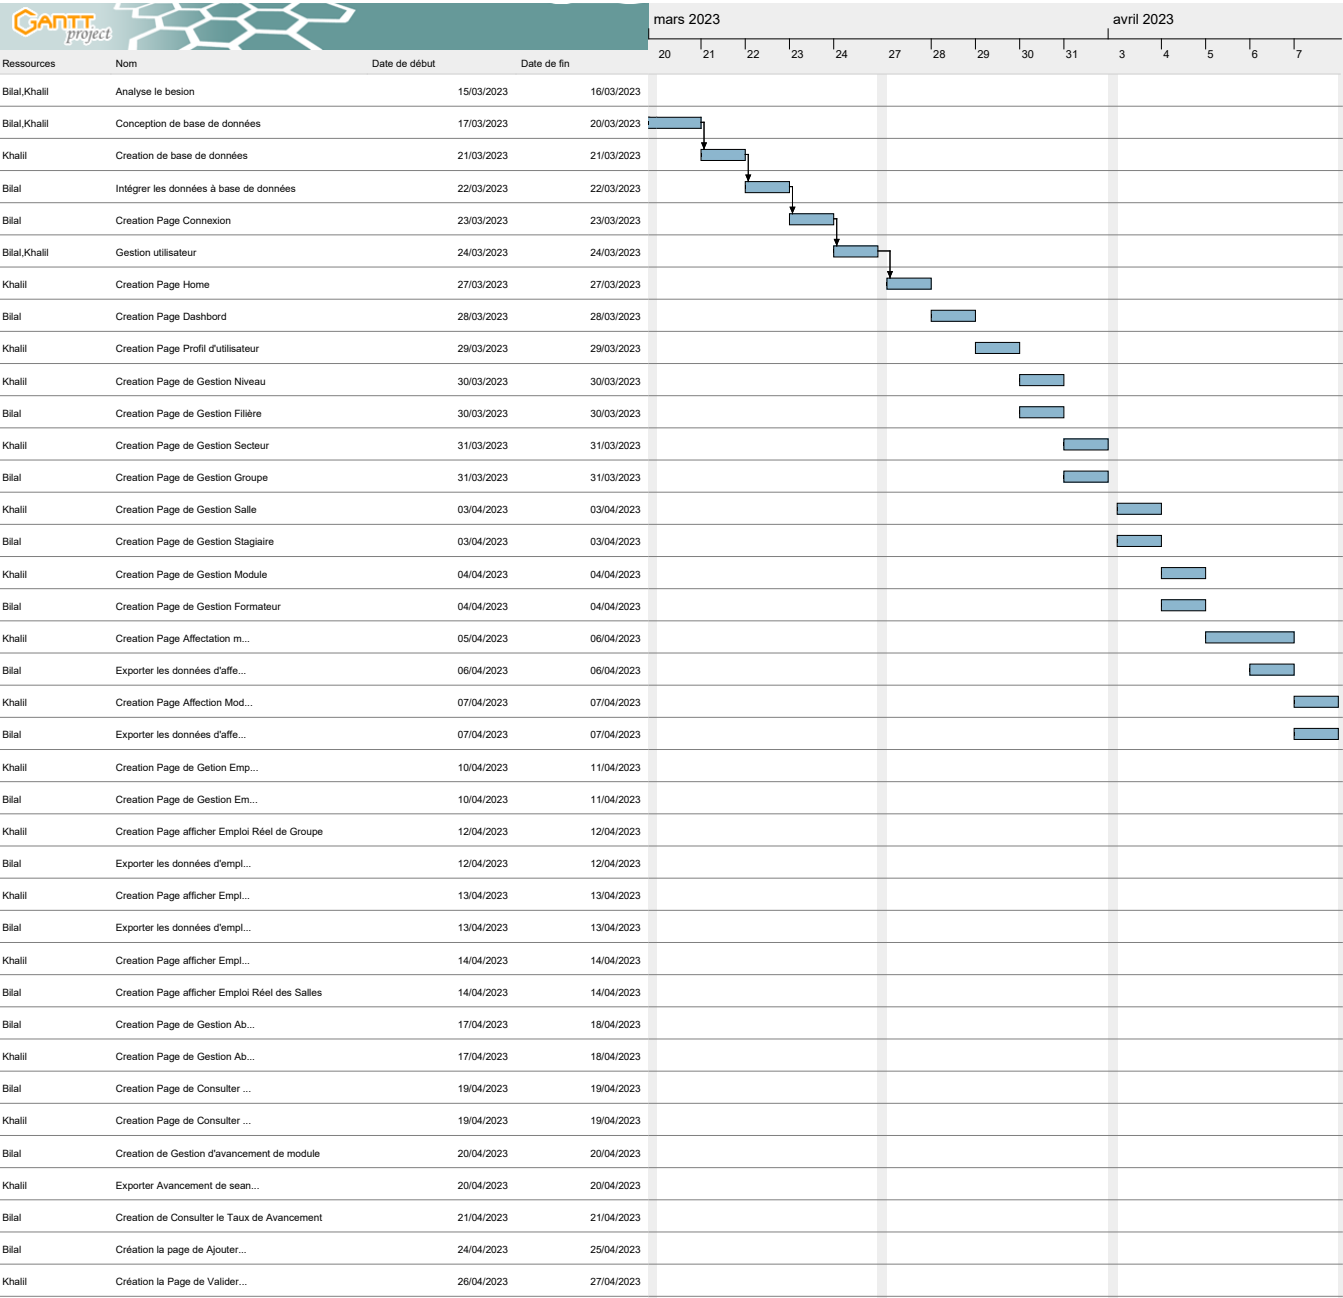 GANTT
project
mars 2023 avril 2023
20 21 22 23 24 27 28 29 30 31 3 4 5 6 7
Ressources Nom Date de début Date de fin
Bilal,Khalil Analyse le besion 15/03/2023 16/03/2023
Bilal,Khalil Conception de base de données 17/03/2023 20/03/2023
Khalil Creation de base de données 21/03/2023 21/03/2023
Bilal Intégrer les données à base de données 22/03/2023 22/03/2023
Bilal Creation Page Connexion 23/03/2023 23/03/2023
Bilal,Khalil Gestion utilisateur 24/03/2023 24/03/2023
Khalil Creation Page Home 27/03/2023 27/03/2023
Bilal Creation Page Dashbord 28/03/2023 28/03/2023
Khalil Creation Page Profil d'utilisateur 29/03/2023 29/03/2023
Khalil Creation Page de Gestion Niveau 30/03/2023 30/03/2023
Bilal Creation Page de Gestion Filière 30/03/2023 30/03/2023
Khalil Creation Page de Gestion Secteur 31/03/2023 31/03/2023
Bilal Creation Page de Gestion Groupe 31/03/2023 31/03/2023
Khalil Creation Page de Gestion Salle 03/04/2023 03/04/2023
Bilal Creation Page de Gestion Stagiaire 03/04/2023 03/04/2023
Khalil Creation Page de Gestion Module 04/04/2023 04/04/2023
Bilal Creation Page de Gestion Formateur 04/04/2023 04/04/2023
Khalil Creation Page Affectation m... 05/04/2023 06/04/2023
Bilal Exporter les données d'affe... 06/04/2023 06/04/2023
Khalil Creation Page Affection Mod... 07/04/2023 07/04/2023
Bilal Exporter les données d'affe... 07/04/2023 07/04/2023
Khalil Creation Page de Getion Emp... 10/04/2023 11/04/2023
Bilal Creation Page de Gestion Em... 10/04/2023 11/04/2023
Khalil Creation Page afficher Emploi Réel de Groupe 12/04/2023 12/04/2023
Bilal Exporter les données d'empl... 12/04/2023 12/04/2023
Khalil Creation Page afficher Empl... 13/04/2023 13/04/2023
Bilal Exporter les données d'empl... 13/04/2023 13/04/2023
Khalil Creation Page afficher Empl... 14/04/2023 14/04/2023
Bilal Creation Page afficher Emploi Réel des Salles 14/04/2023 14/04/2023
Bilal Creation Page de Gestion Ab... 17/04/2023 18/04/2023
Khalil Creation Page de Gestion Ab... 17/04/2023 18/04/2023
Bilal Creation Page de Consulter ... 19/04/2023 19/04/2023
Khalil Creation Page de Consulter ... 19/04/2023 19/04/2023
Bilal Creation de Gestion d'avancement de module 20/04/2023 20/04/2023
Khalil Exporter Avancement de sean... 20/04/2023 20/04/2023
Bilal Creation de Consulter le Taux de Avancement 21/04/2023 21/04/2023
Bilal Création la page de Ajouter... 24/04/2023 25/04/2023
Khalil Création la Page de Valider... 26/04/2023 27/04/2023